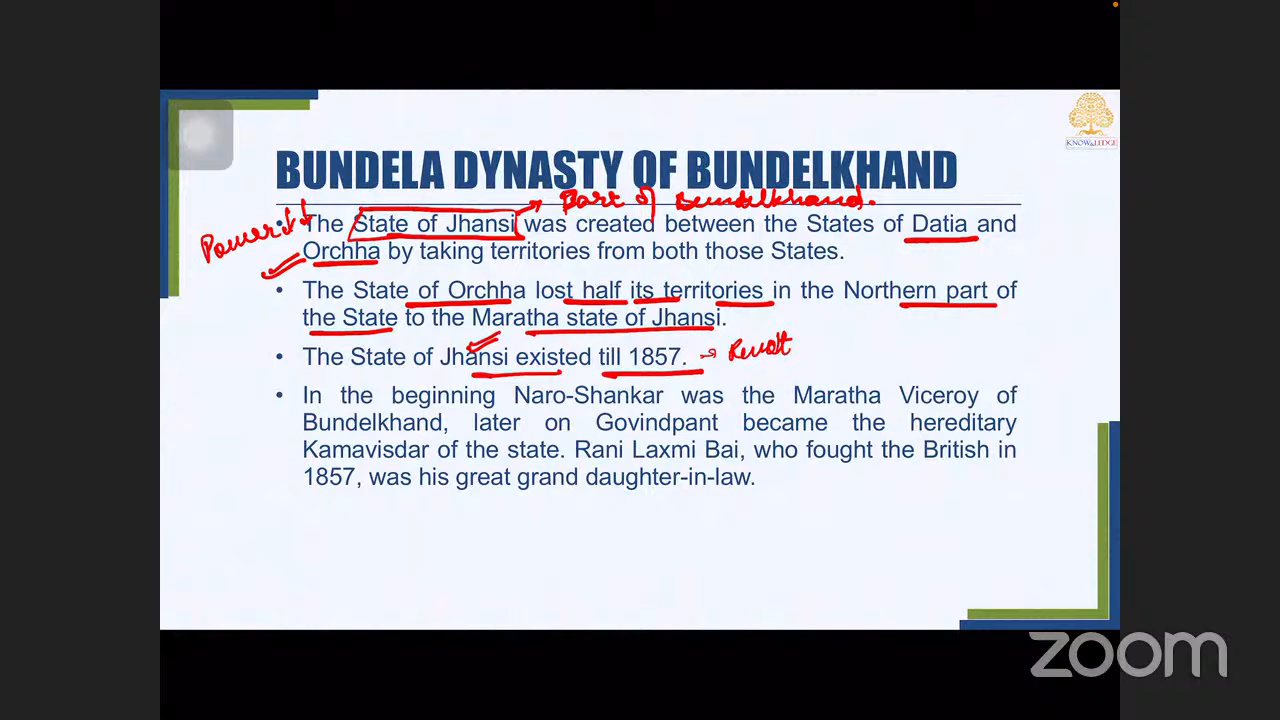 KNOWLEDGE
BUNDELA DYNASTY OF BUNDELKHAND
Part of Bundelkhand.
• The State of Jhansi was created between the States of Datia and
Power ↓↓
Orchha by taking territories from both those States.
• The State of Orchha lost half its territories in the Northern part of
the State to the Maratha state of Jhansi.
• The State of Jhansi existed till 1857. → Revolt
• In the beginning Naro-Shankar was the Maratha Viceroy of
Bundelkhand, later on Govindpant became the hereditary
Kamavisdar of the state. Rani Laxmi Bai, who fought the British in
1857, was his great grand daughter-in-law.
zoom